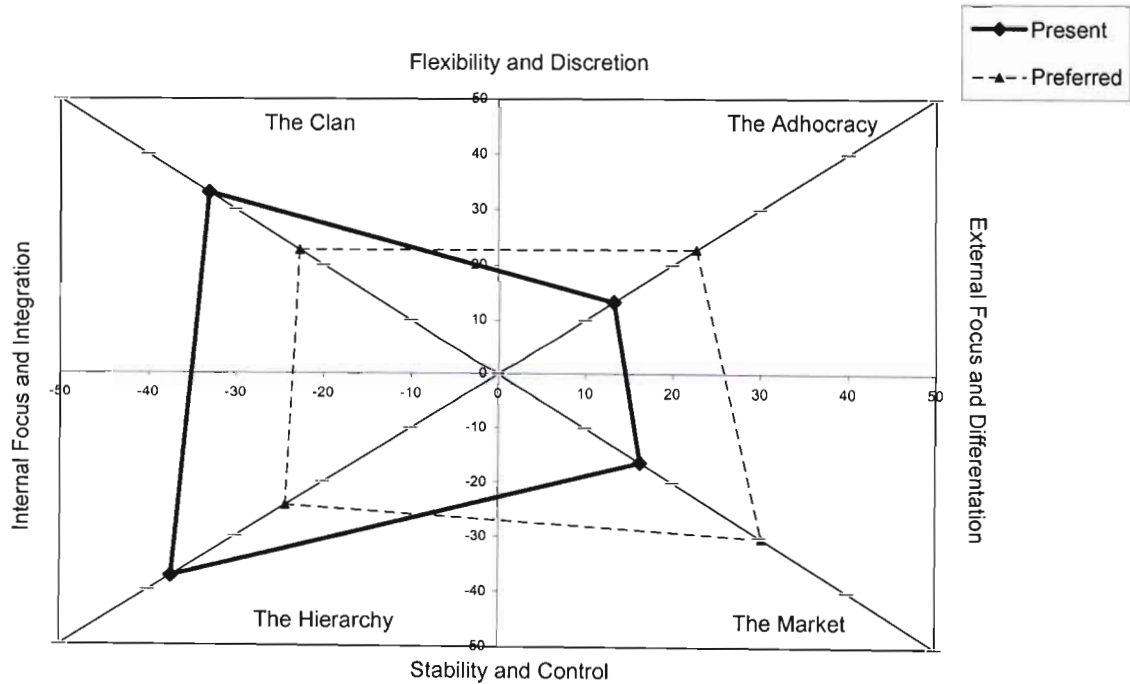 Present
Preferred
Flexibility and Discretion
50
The Clan
The Adhocracy
40
30
20
10
0
-50 -40 -30 -20 -10 0 10 20 30 40 50
-10
-20
-30
-40
The Hierarchy
The Market
50
Stability and Control
Internal Focus and Integration
External Focus and Differentation